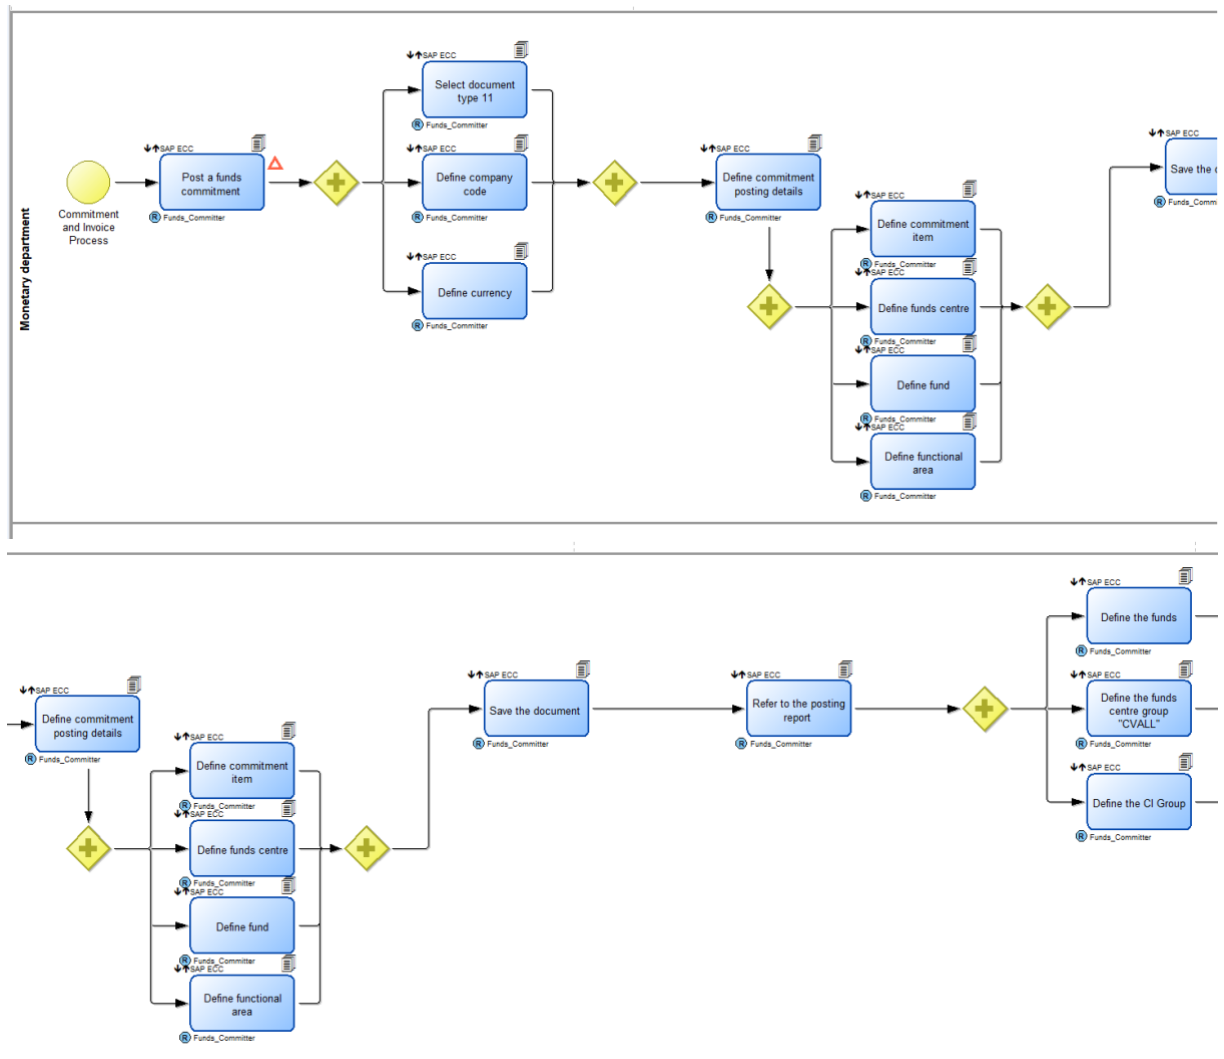 Monetary department
Commitment
and Invoice
Process
SAP ECC
Post a funds
commitment
R Funds_Committer
SAP ECC
Select document
type 11
R Funds_Committer
SAP ECC
Define company
code
R Funds_Committer
SAP ECC
Define currency
R Funds_Committer
SAP ECC
Define commitment
posting details
R Funds_Committer
SAP ECC
Define commitment
item
R Funds_Committer
SAP ECC
Define funds centre
R Funds_Committer
SAP ECC
Define fund
R Funds_Committer
SAP ECC
Define functional
area
R Funds_Committer
SAP ECC
Save the
R Funds_Comm
SAP ECC
Define commitment
posting details
R Funds_Committer
SAP ECC
Define commitment
item
R Funds_Committer
SAP ECC
Define funds centre
R Funds_Committer
SAP ECC
Define fund
R Funds_Committer
SAP ECC
Define functional
area
R Funds_Committer
SAP ECC
Save the document
R Funds_Committer
SAP ECC
Refer to the posting
report
R Funds_Committer
SAP ECC
Define the funds
R Funds_Committer
SAP ECC
Define the funds
centre group
"CVALL"
R Funds_Committer
SAP ECC
Define the CI Group
R Funds_Committer